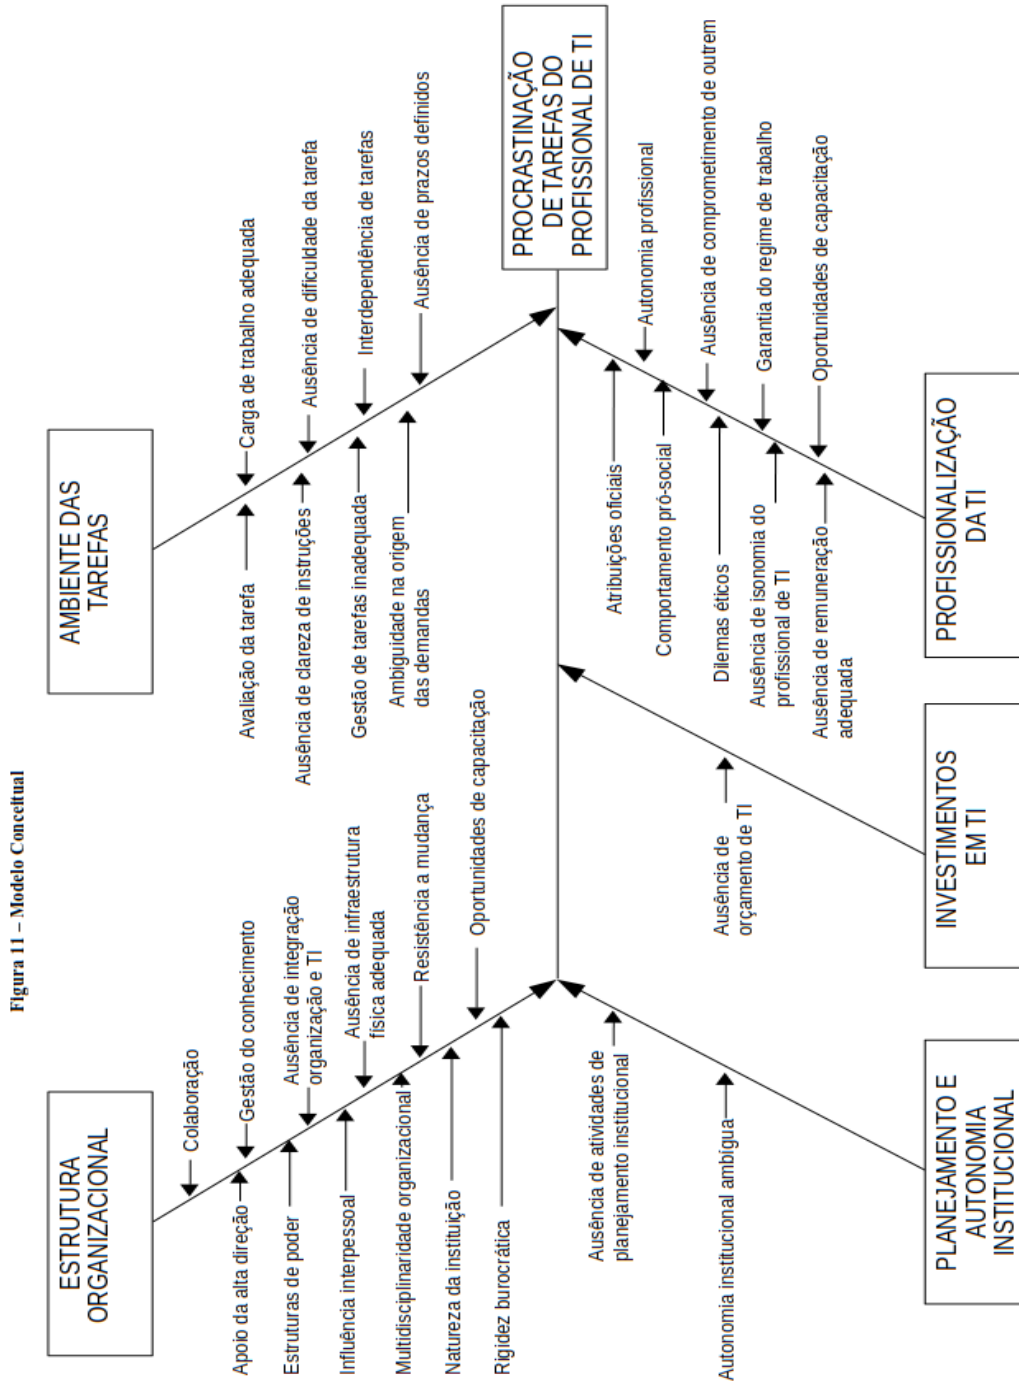 Figura 11 – Modelo Conceitual
ESTRUTURA
ORGANIZACIONAL
Colaboração
Apoio da alta direção
Gestão do conhecimento
Estruturas de poder
Ausência de integração
organização e TI
Influência interpessoal
Ausência de infraestrutura
física adequada
Multidisciplinaridade organizacional
Resistência a mudança
Natureza da instituição
Oportunidades de capacitação
Rigidez burocrática
AMBIENTE DAS
TAREFAS
Avaliação da tarefa
Carga de trabalho adequada
Ausência de clareza de instruções
Ausência de dificuldade da tarefa
Gestão de tarefas inadequada
Interdependência de tarefas
Ambiguidade na origem
das demandas
Ausência de prazos definidos
PROCRASTINAÇÃO
DE TAREFAS DO
PROFISSIONAL DE TI
Ausência de atividades de
planejamento institucional
Autonomia institucional ambígua
PLANEJAMENTO E
AUTONOMIA
INSTITUCIONAL
Ausência de
orçamento de TI
INVESTIMENTOS
EM TI
Atribuições oficiais
Autonomia profissional
Comportamento pró-social
Ausência de comprometimento de outrem
Dilemas éticos
Garantia do regime de trabalho
Ausência de isonomia do
profissional de TI
Oportunidades de capacitação
Ausência de remuneração
adequada
PROFISSIONALIZAÇÃO
DA TI